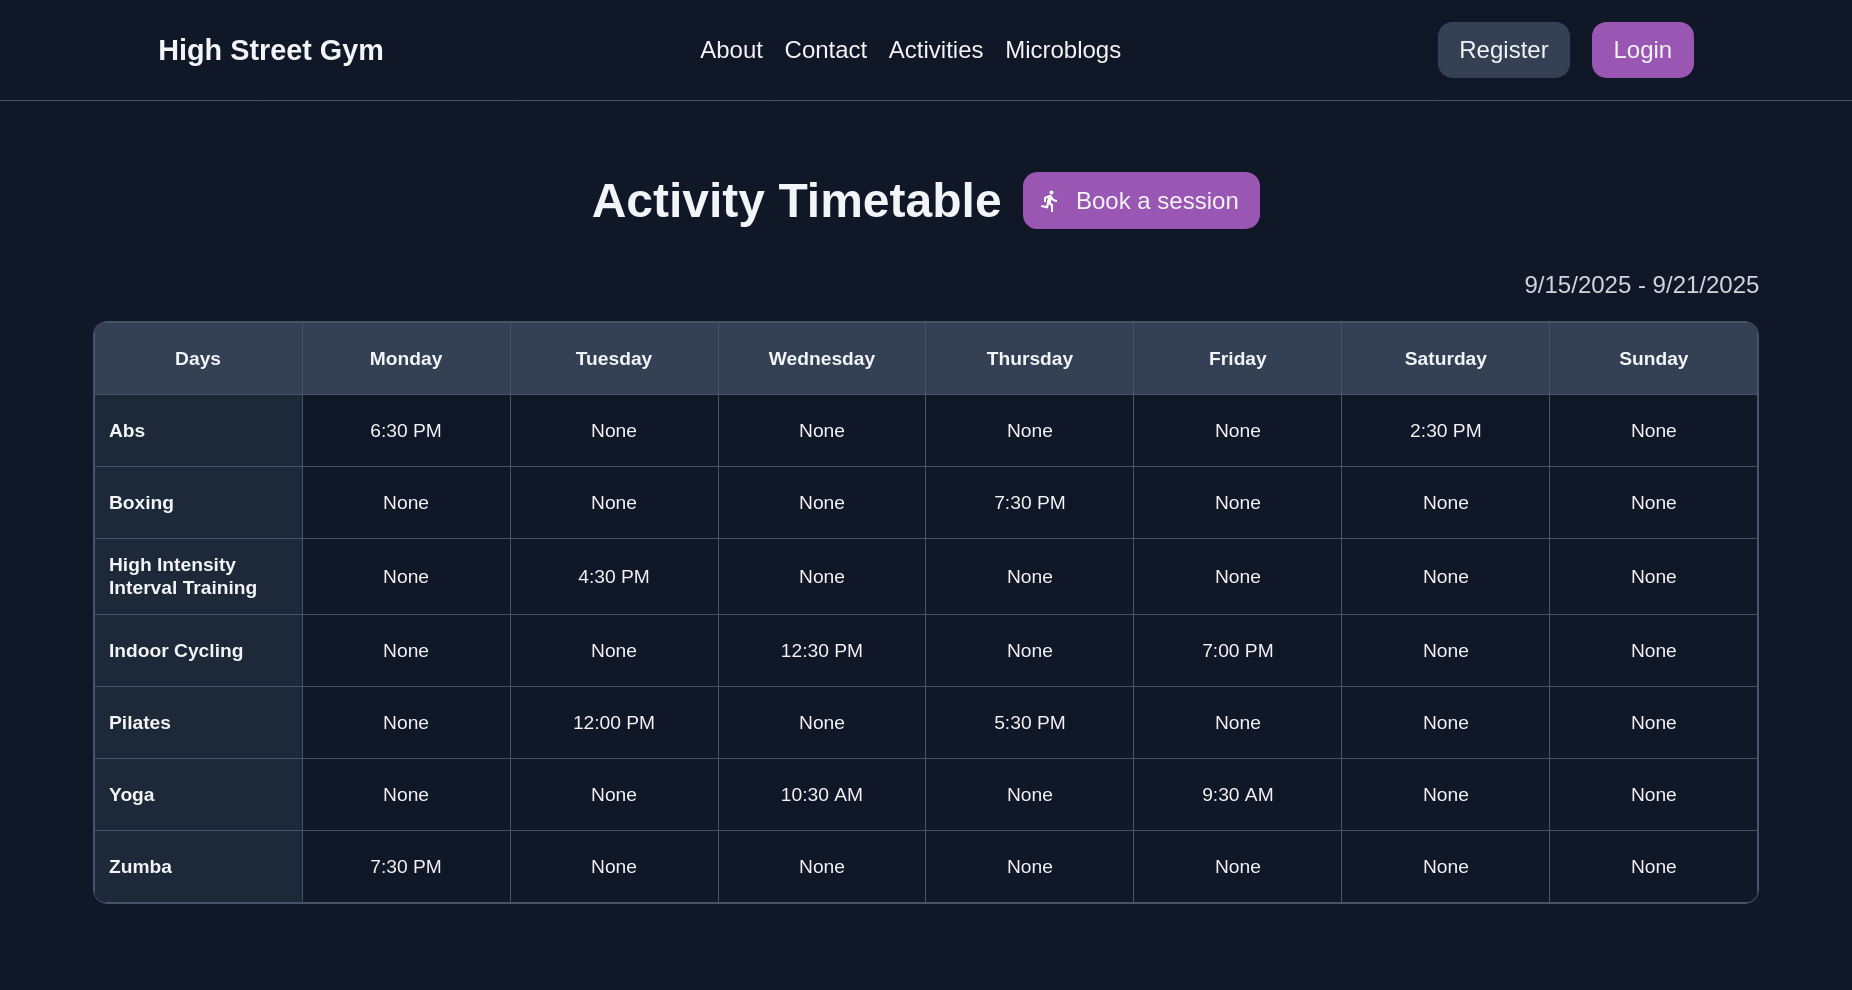 High Street Gym
About Contact Activities Microblogs
Register Login
Activity Timetable
Book a session
9/15/2025 - 9/21/2025
Days Monday Tuesday Wednesday Thursday Friday Saturday Sunday
Abs 6:30 PM None None None None 2:30 PM None
Boxing None None None 7:30 PM None None None
High Intensity
Interval Training None 4:30 PM None None None None None
Indoor Cycling None None 12:30 PM None 7:00 PM None None
Pilates None 12:00 PM None 5:30 PM None None None
Yoga None None 10:30 AM None 9:30 AM None None
Zumba 7:30 PM None None None None None None